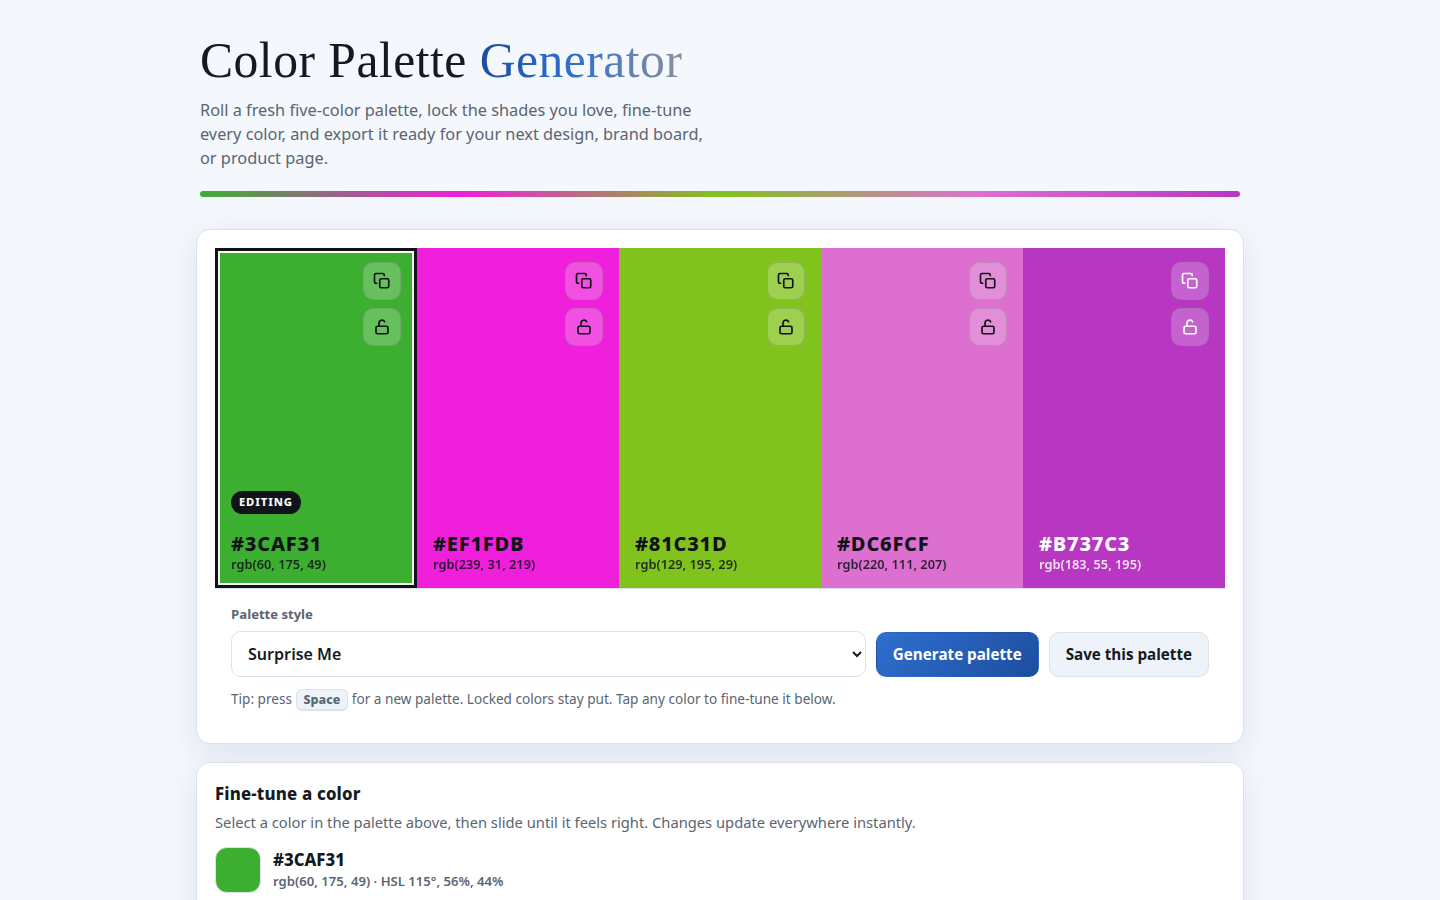 Color Palette Generator
Roll a fresh five-color palette, lock the shades you love, fine-tune
every color, and export it ready for your next design, brand board,
or product page.
EDITING
#3CAF31
rgb(60, 175, 49)
#EF1FDB
rgb(239, 31, 219)
#81C31D
rgb(129, 195, 29)
#DC6FCF
rgb(220, 111, 207)
#B737C3
rgb(183, 55, 195)
Palette style
Surprise Me
Generate palette
Save this palette
Tip: press Space for a new palette. Locked colors stay put. Tap any color to fine-tune it below.
Fine-tune a color
Select a color in the palette above, then slide until it feels right. Changes update everywhere instantly.
#3CAF31
rgb(60, 175, 49) · HSL 115°, 56%, 44%